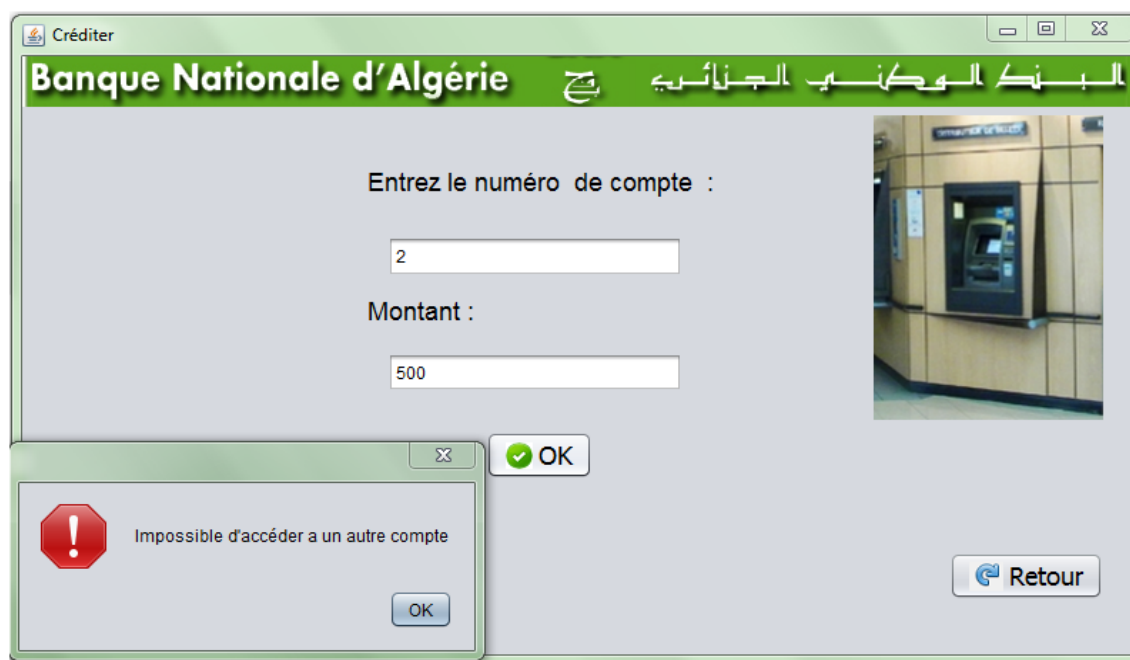 Créditer
Banque Nationale d'Algérie البنك الوطني الجزائري
Entrez le numéro de compte :
2
Montant :
500
OK
Impossible d'accéder a un autre compte
OK
Retour